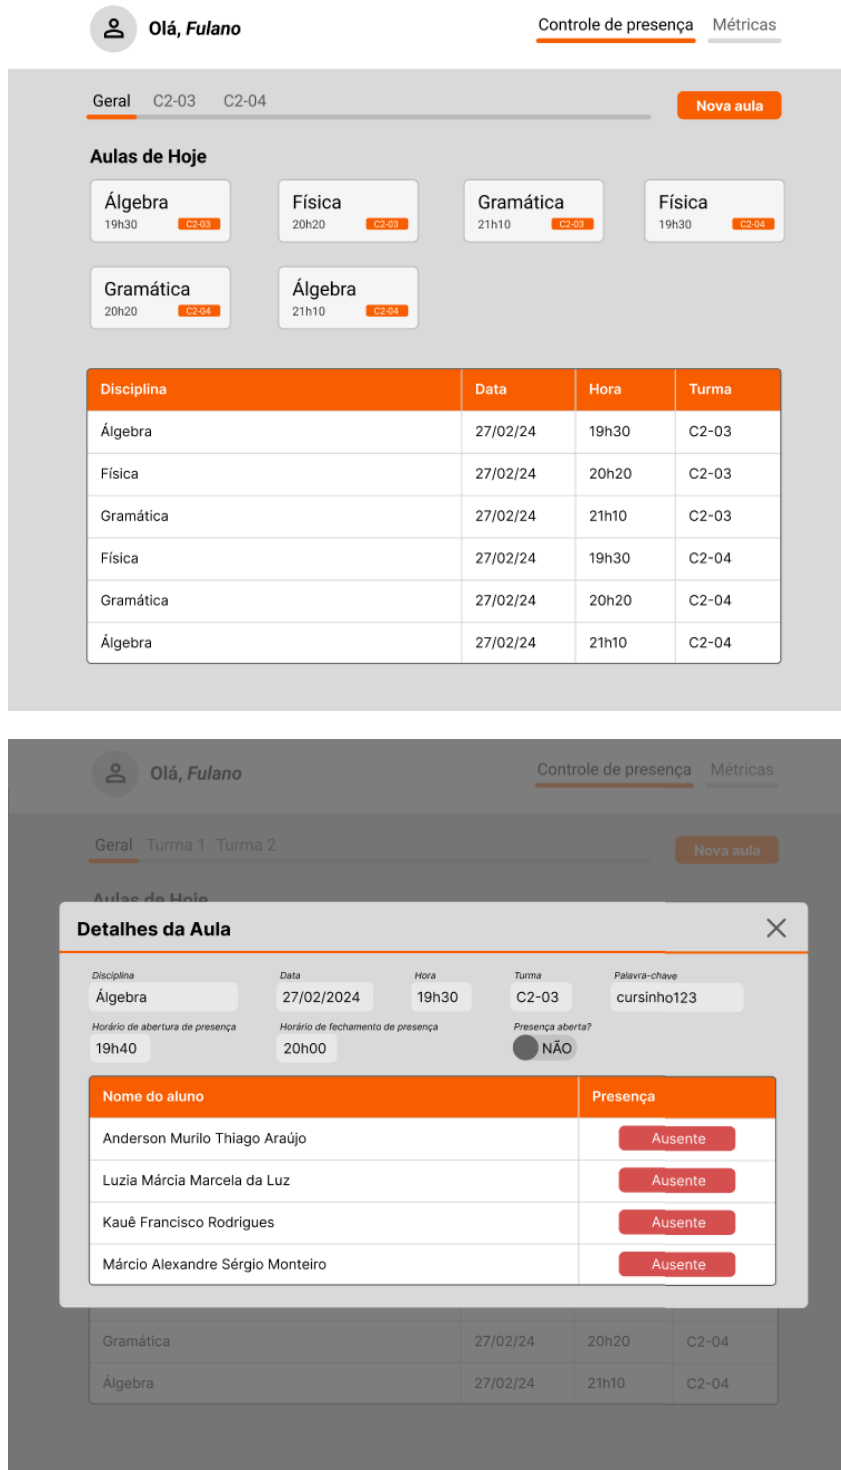 Olá, Fulano
Controle de presença Métricas
Geral C2-03 C2-04
Nova aula
Aulas de Hoje
Álgebra
19h30 C2-03
Física
20h20 C2-03
Gramática
21h10 C2-03
Física
19h30 C2-04
Gramática
20h20 C2-04
Álgebra
21h10 C2-04
Disciplina Data Hora Turma
Álgebra 27/02/24 19h30 C2-03
Física 27/02/24 20h20 C2-03
Gramática 27/02/24 21h10 C2-03
Física 27/02/24 19h30 C2-04
Gramática 27/02/24 20h20 C2-04
Álgebra 27/02/24 21h10 C2-04
Olá, Fulano
Controle de presença Métricas
Geral Turma 1 Turma 2
Nova aula
Aulas de Hoje
Detalhes da Aula
Disciplina Data Hora Turma Palavra-chave
Álgebra 27/02/2024 19h30 C2-03 cursinho123
Horário de abertura de presença Horário de fechamento de presença Presença aberta?
19h40 20h00 NÃO
Nome do aluno Presença
Anderson Murilo Thiago Araújo Ausente
Luzia Márcia Marcela da Luz Ausente
Kauê Francisco Rodrigues Ausente
Márcio Alexandre Sérgio Monteiro Ausente
Gramática 27/02/24 20h20 C2-04
Álgebra 27/02/24 21h10 C2-04